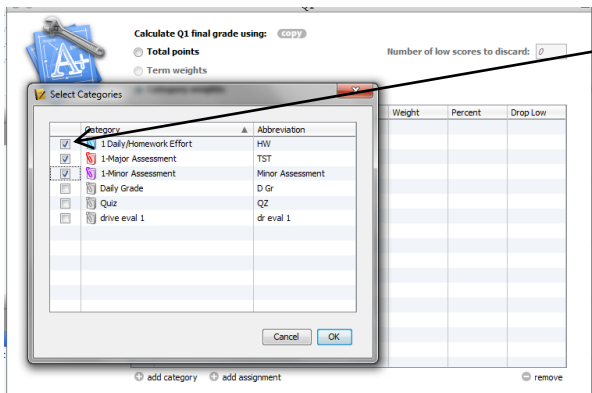 Calculate Q1 final grade using: copy
Total points
Number of low scores to discard: 0
Term weights
Select Categories
Weight Percent Drop Low
Category Abbreviation
1 Daily/Homework Effort HW
1-Major Assessment TST
1-Minor Assessment Minor Assessment
Daily Grade D Gr
Quiz QZ
drive eval 1 dr eval 1
Cancel OK
add category add assignment remove